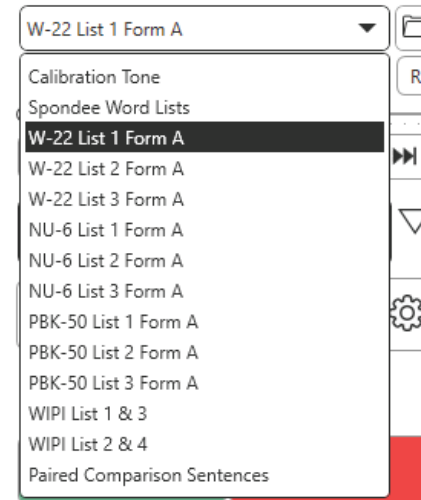 W-22 List 1 Form A
R
Calibration Tone
Spondee Word Lists
W-22 List 1 Form A
W-22 List 2 Form A
W-22 List 3 Form A
NU-6 List 1 Form A
NU-6 List 2 Form A
NU-6 List 3 Form A
PBK-50 List 1 Form A
PBK-50 List 2 Form A
PBK-50 List 3 Form A
WIPI List 1 & 3
WIPI List 2 & 4
Paired Comparison Sentences